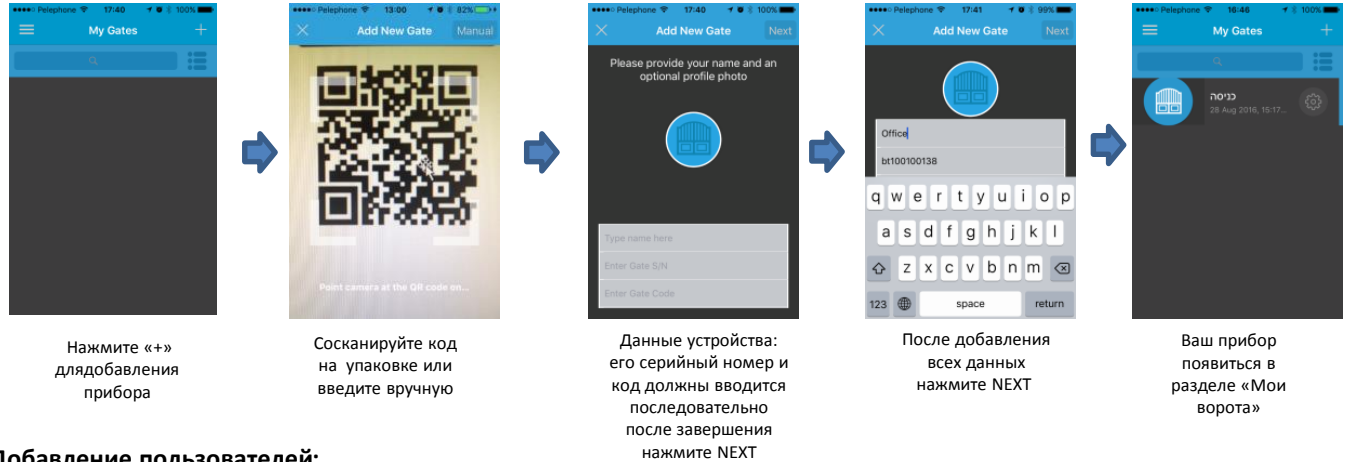 Pelephone 17:40 100%
My Gates
Pelephone 13:00 82%
Add New Gate Manual
Point camera at the QR code on...
Pelephone 17:40 100%
Add New Gate Next
Please provide your name and an
optional profile photo
Type name here
Enter Gate S/N
Enter Gate Code
Pelephone 17:41 99%
Add New Gate Next
Office
bt100100138
q w e r t y u i o p
a s d f g h j k l
z x c v b n m
123 space return
Pelephone 16:46 100%
My Gates
כניסה
28 Aug 2016, 15:17...
Нажмите «+»
длядобавления
прибора
Сосканируйте код
на упаковке или
введите вручную
Данные устройства:
его серийный номер и
код должны вводится
последовательно
после завершения
нажмите NEXT
После добавления
всех данных
нажмите NEXT
Ваш прибор
появиться в
разделе «Мои
ворота»
Добавление пользователей: